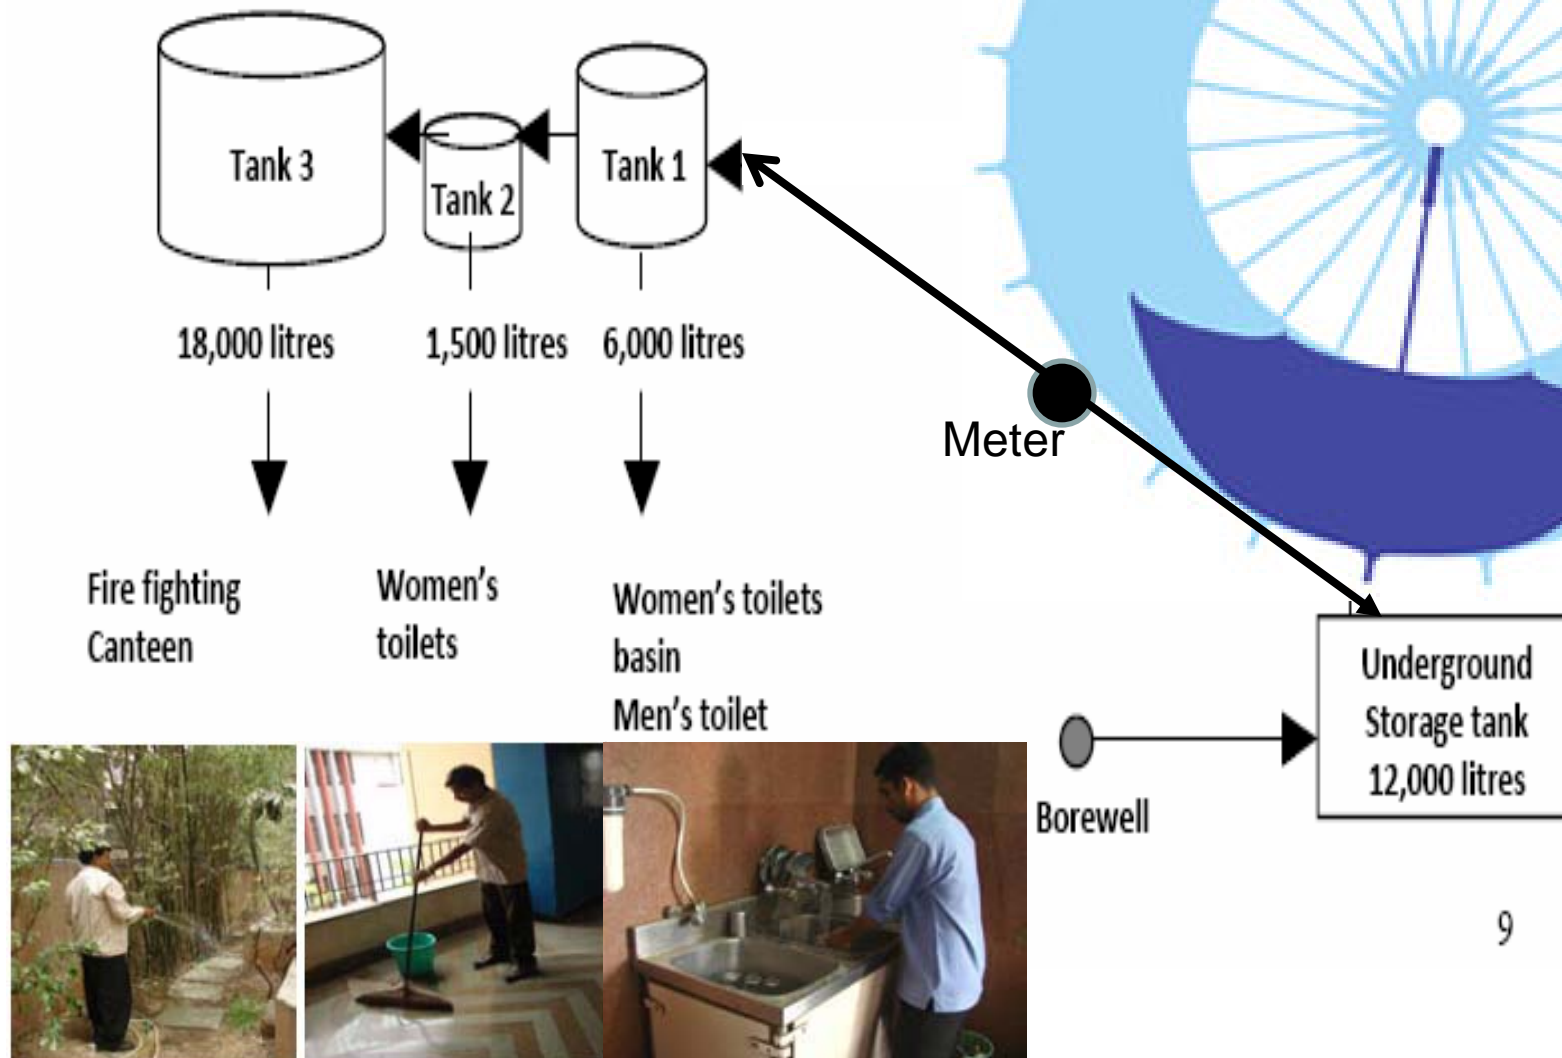 Tank 3
Tank 2
Tank 1
18,000 litres
1,500 litres
6,000 litres
Meter
Fire fighting
Canteen
Women’s
toilets
Women’s toilets
basin
Men’s toilet
Underground
Storage tank
12,000 litres
Borewell
9